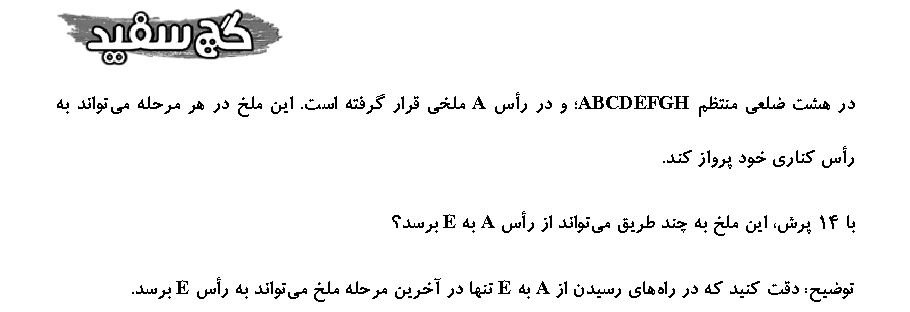 گچ سفید
در هشت ضلعی منتظم ABCDEFGH؛ و در رأس A ملخی قرار گرفته است. این ملخ در هر مرحله می‌تواند به
رأس کناری خود پرواز کند.
با ۱۴ پرش، این ملخ به چند طریق می‌تواند از رأس A به E برسد؟
توضیح: دقت کنید که در راه‌های رسیدن از A به E تنها در آخرین مرحله ملخ می‌تواند به رأس E برسد.